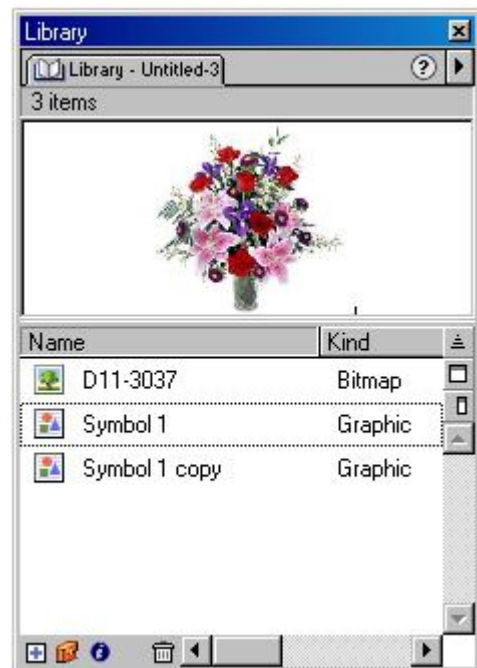 Library
Library - Untitled-3 ?
3 items
Name Kind
D11-3037 Bitmap
Symbol 1 Graphic
Symbol 1 copy Graphic